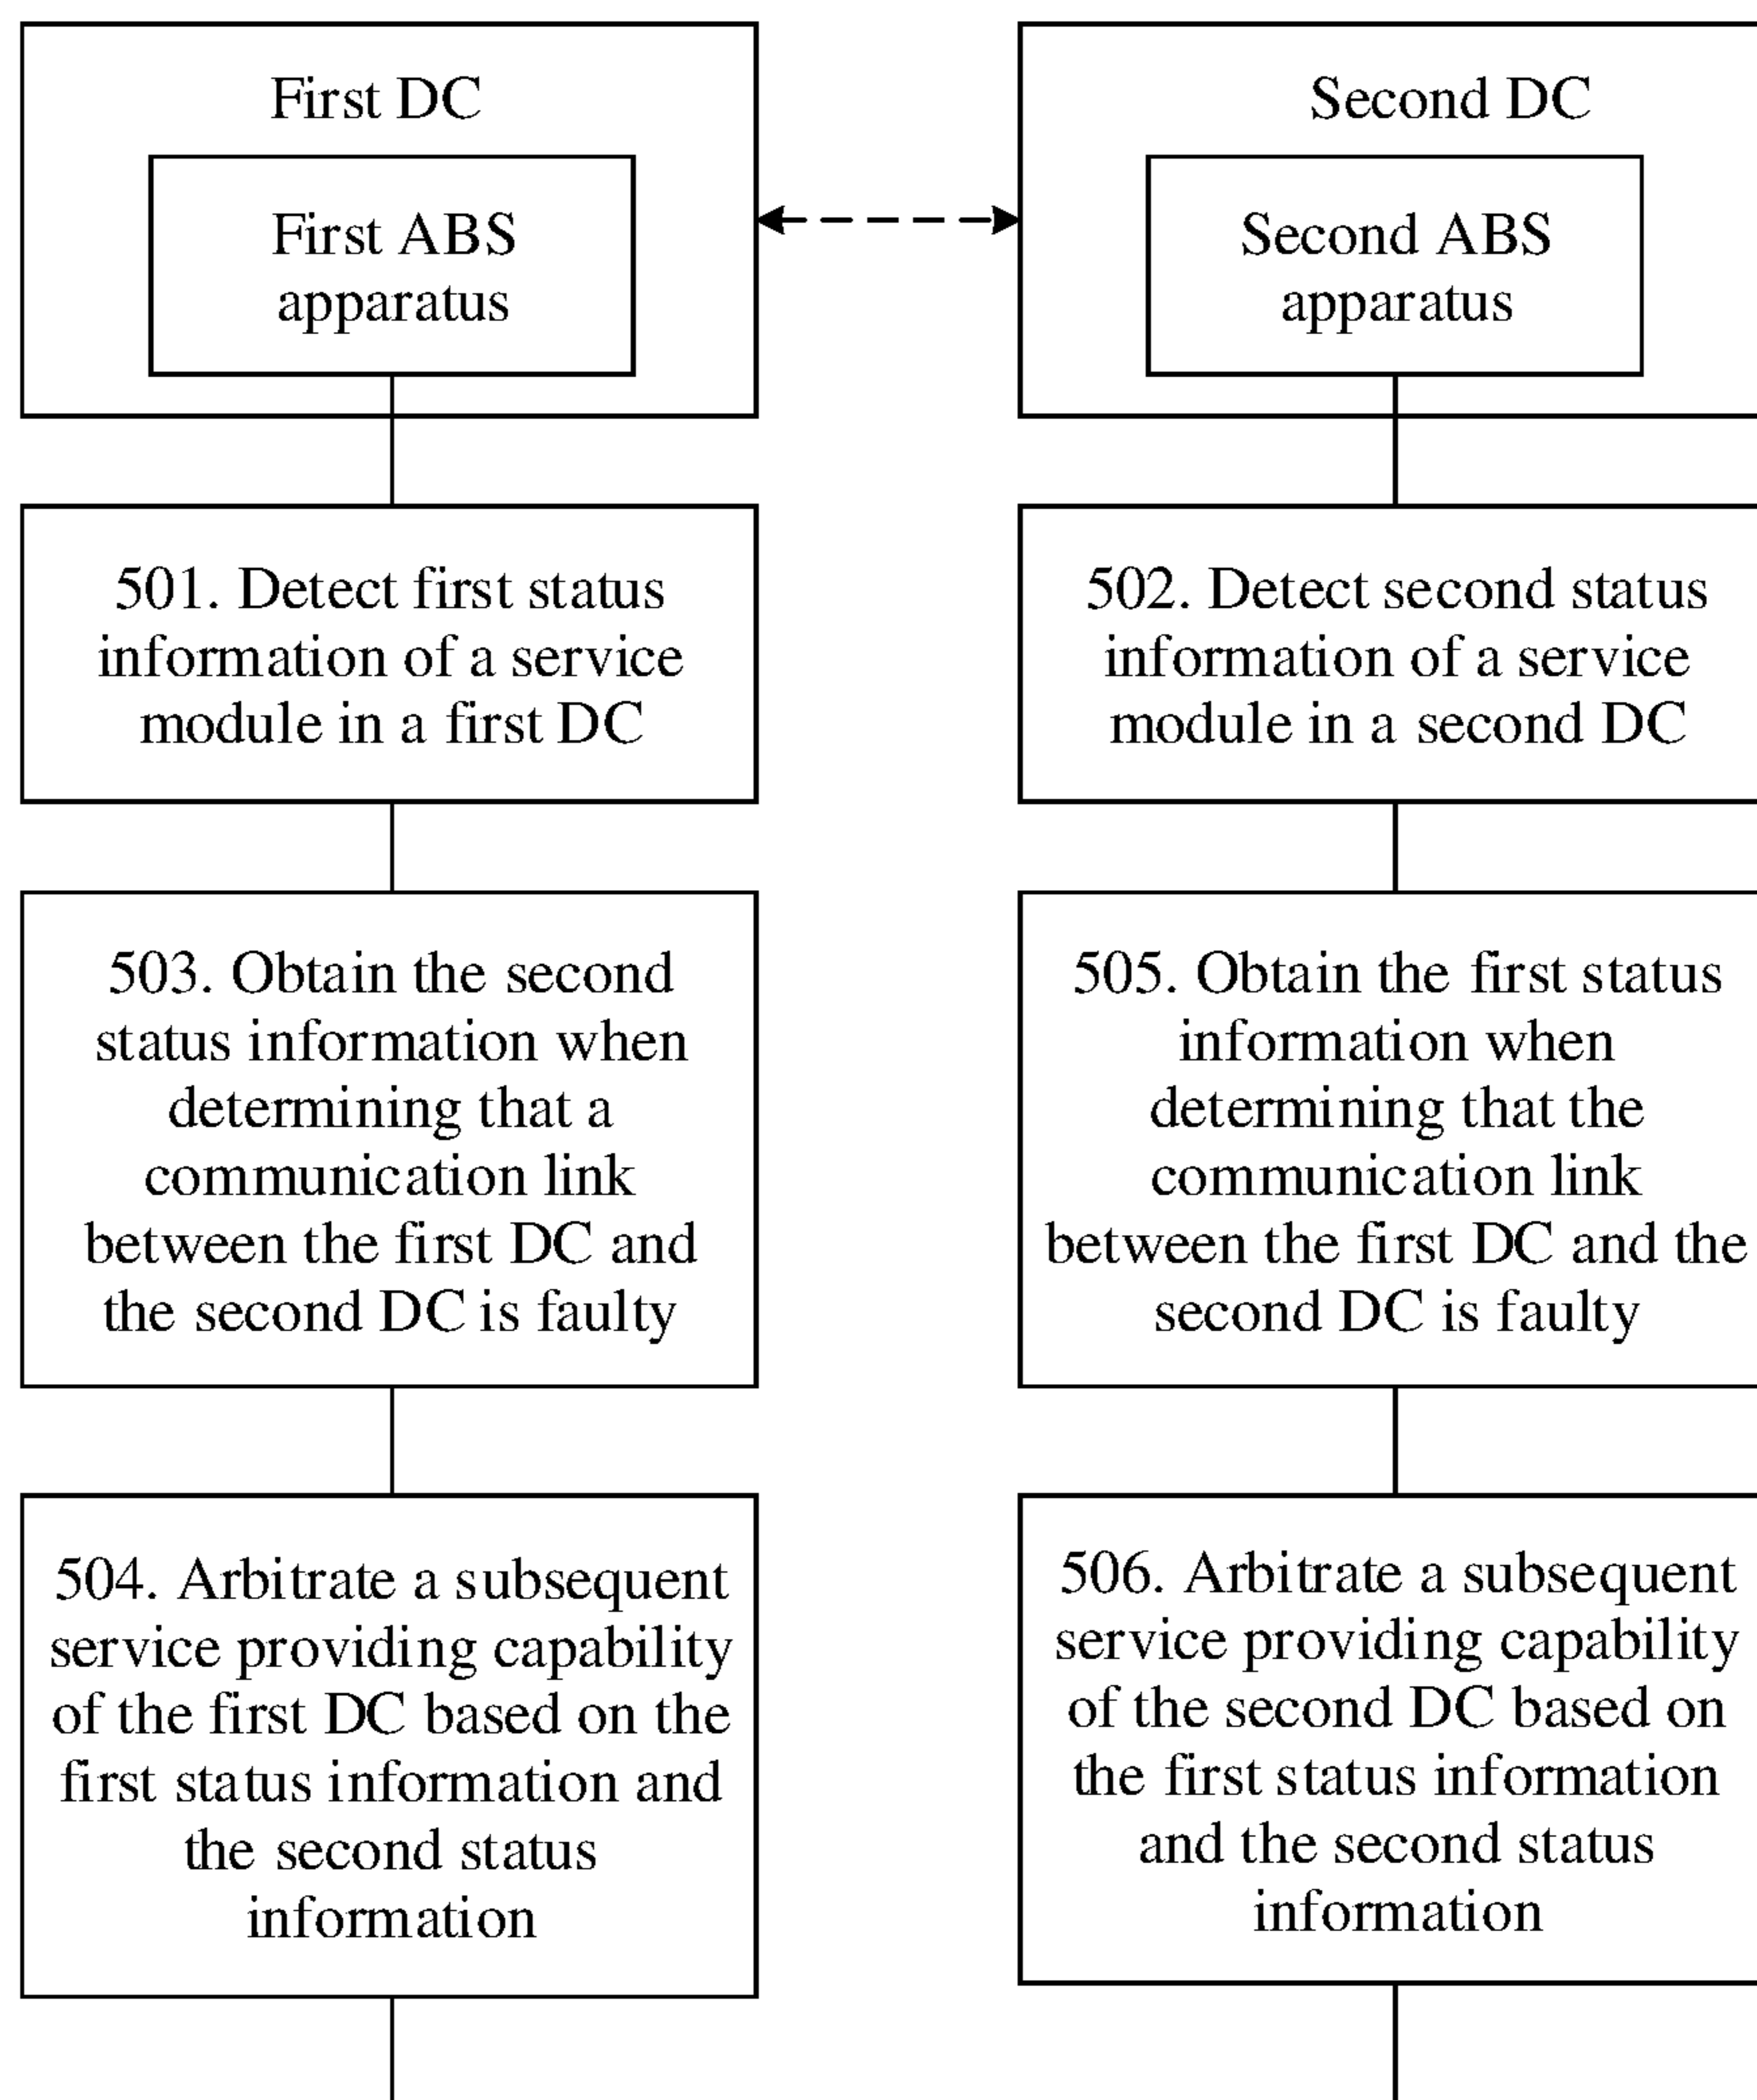 First DC
First ABS
apparatus
Second DC
Second ABS
apparatus
501. Detect first status
information of a service
module in a first DC
502. Detect second status
information of a service
module in a second DC
503. Obtain the second
status information when
determining that a
communication link
between the first DC and
the second DC is faulty
505. Obtain the first status
information when
determining that the
communication link
between the first DC and the
second DC is faulty
504. Arbitrate a subsequent
service providing capability
of the first DC based on the
first status information and
the second status
information
506. Arbitrate a subsequent
service providing capability
of the second DC based on
the first status information
and the second status
information